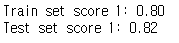 Train set score 1: 0.80
Test set score 1: 0.82